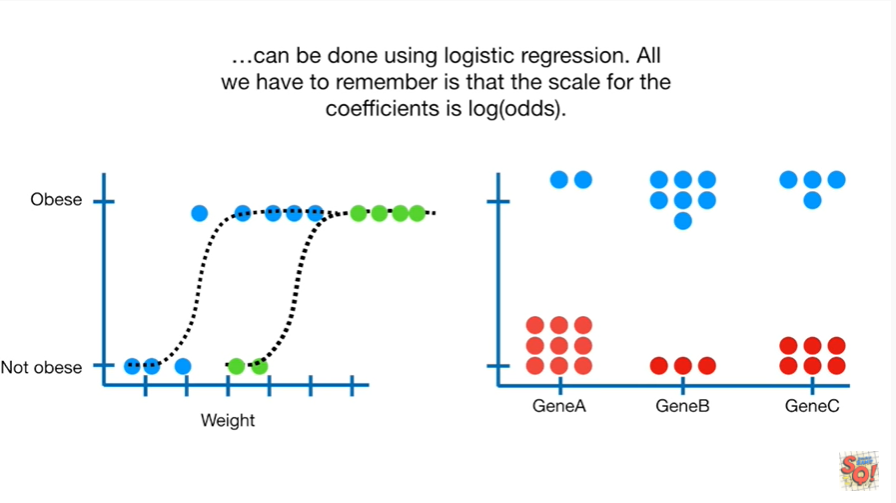 …can be done using logistic regression. All
we have to remember is that the scale for the
coefficients is log(odds).
Obese
Not obese
Weight
GeneA
GeneB
GeneC
SQ!